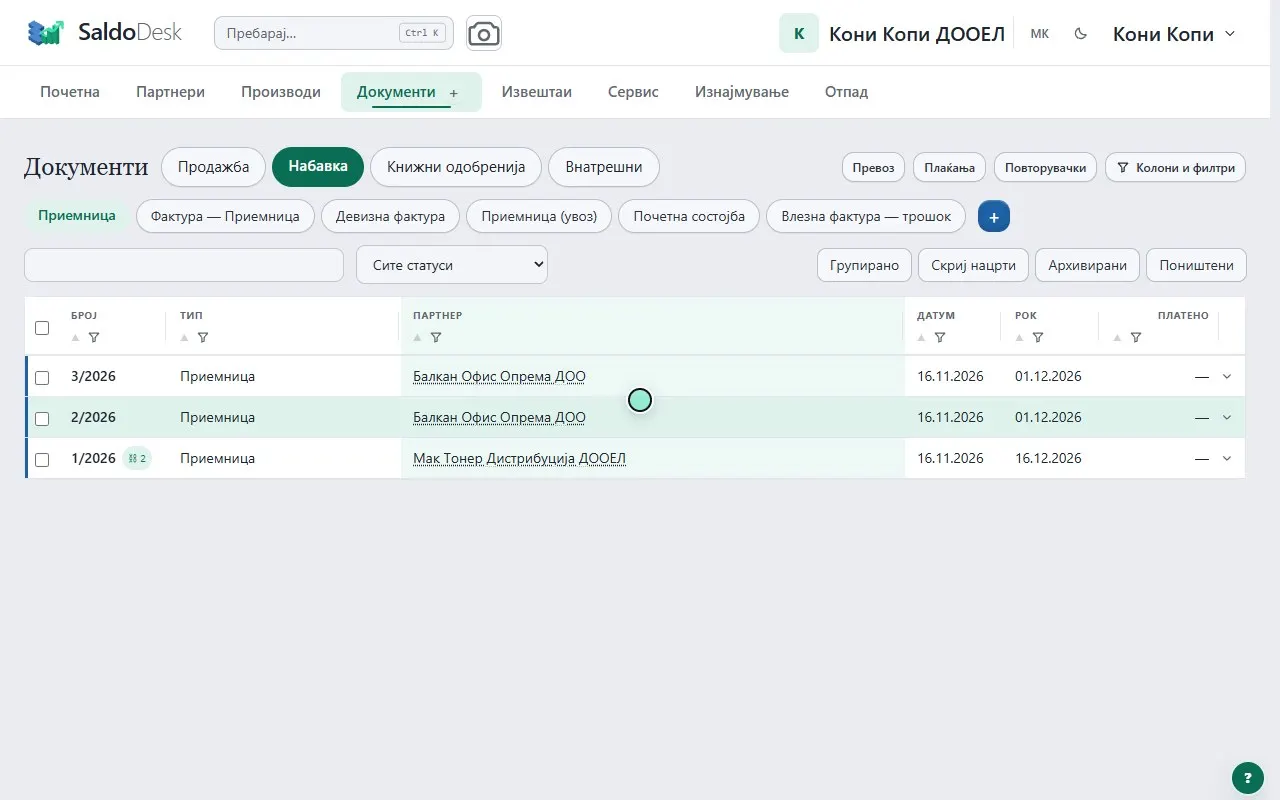 SaldoDesk
Пребарај... Ctrl K
К Кони Копи ДООЕЛ МК Кони Копи
Почетна Партнери Производи Документи + Извештаи Сервис Изнајмување Отпад
Документи Продажба Набавка Книжни одобренија Внатрешни Превоз Плаќања Повторувачки Колони и филтри
Приемница Фактура — Приемница Девизна фактура Приемница (увоз) Почетна состојба Влезна фактура — трошок +
Сите статуси Групирано Скриј нацрти Архивирани Поништени
БРОЈ ТИП ПАРТНЕР ДАТУМ РОК ПЛАТЕНО
3/2026 Приемница Балкан Офис Опрема ДОО 16.11.2026 01.12.2026 —
2/2026 Приемница Балкан Офис Опрема ДОО 16.11.2026 01.12.2026 —
1/2026 2 Приемница Мак Тонер Дистрибуција ДООЕЛ 16.11.2026 16.12.2026 —
?